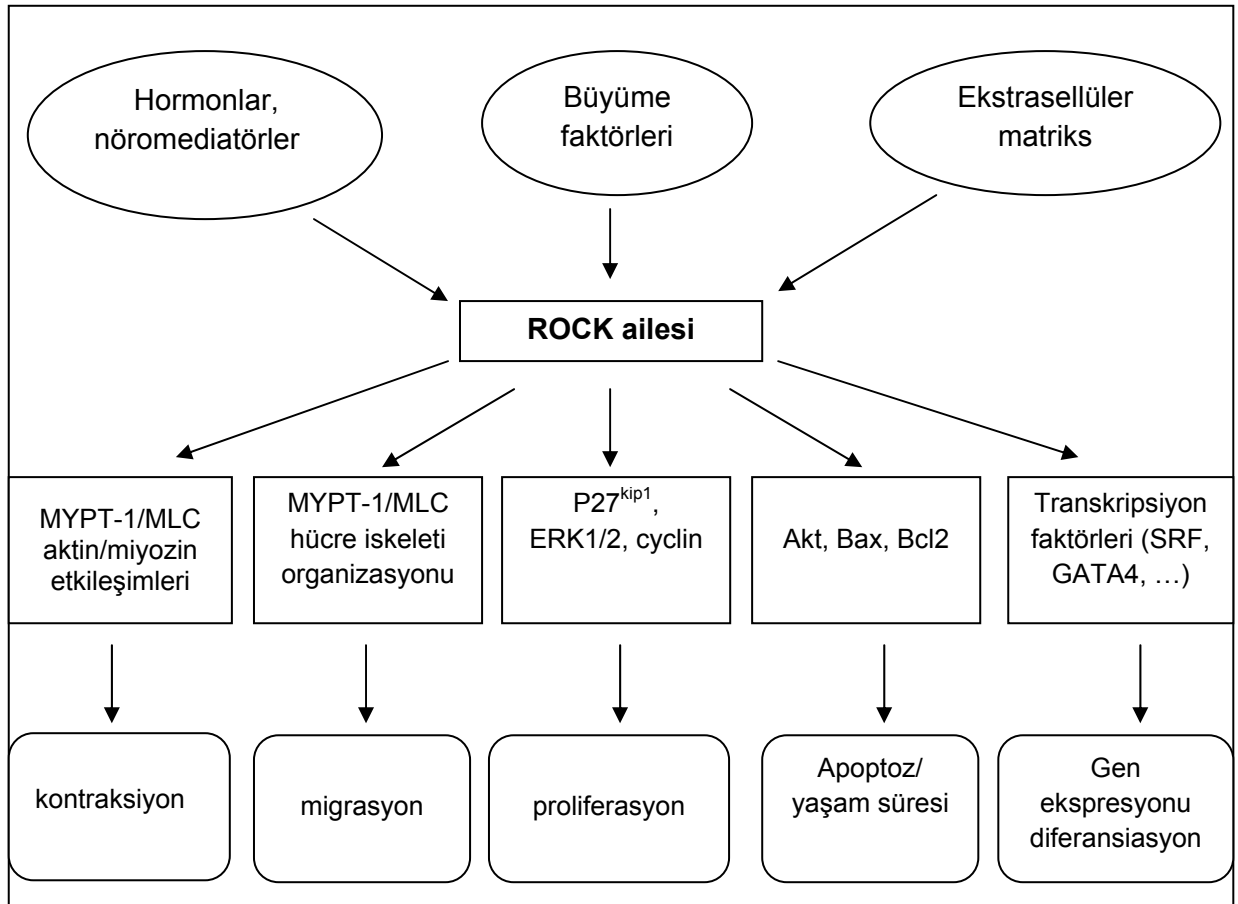 Hormonlar,
nöromediatörler
Büyüme
faktörleri
Ekstrasellüler
matriks
ROCK ailesi
MYPT-1/MLC
aktin/miyozin
etkileşimleri
MYPT-1/MLC
hücre iskeleti
organizasyonu
P27kip1,
ERK1/2, cyclin
Akt, Bax, Bcl2
Transkripsiyon
faktörleri (SRF,
GATA4, …)
kontraksiyon
migrasyon
proliferasyon
Apoptoz/
yaşam süresi
Gen
ekspresyonu
diferansiasyon